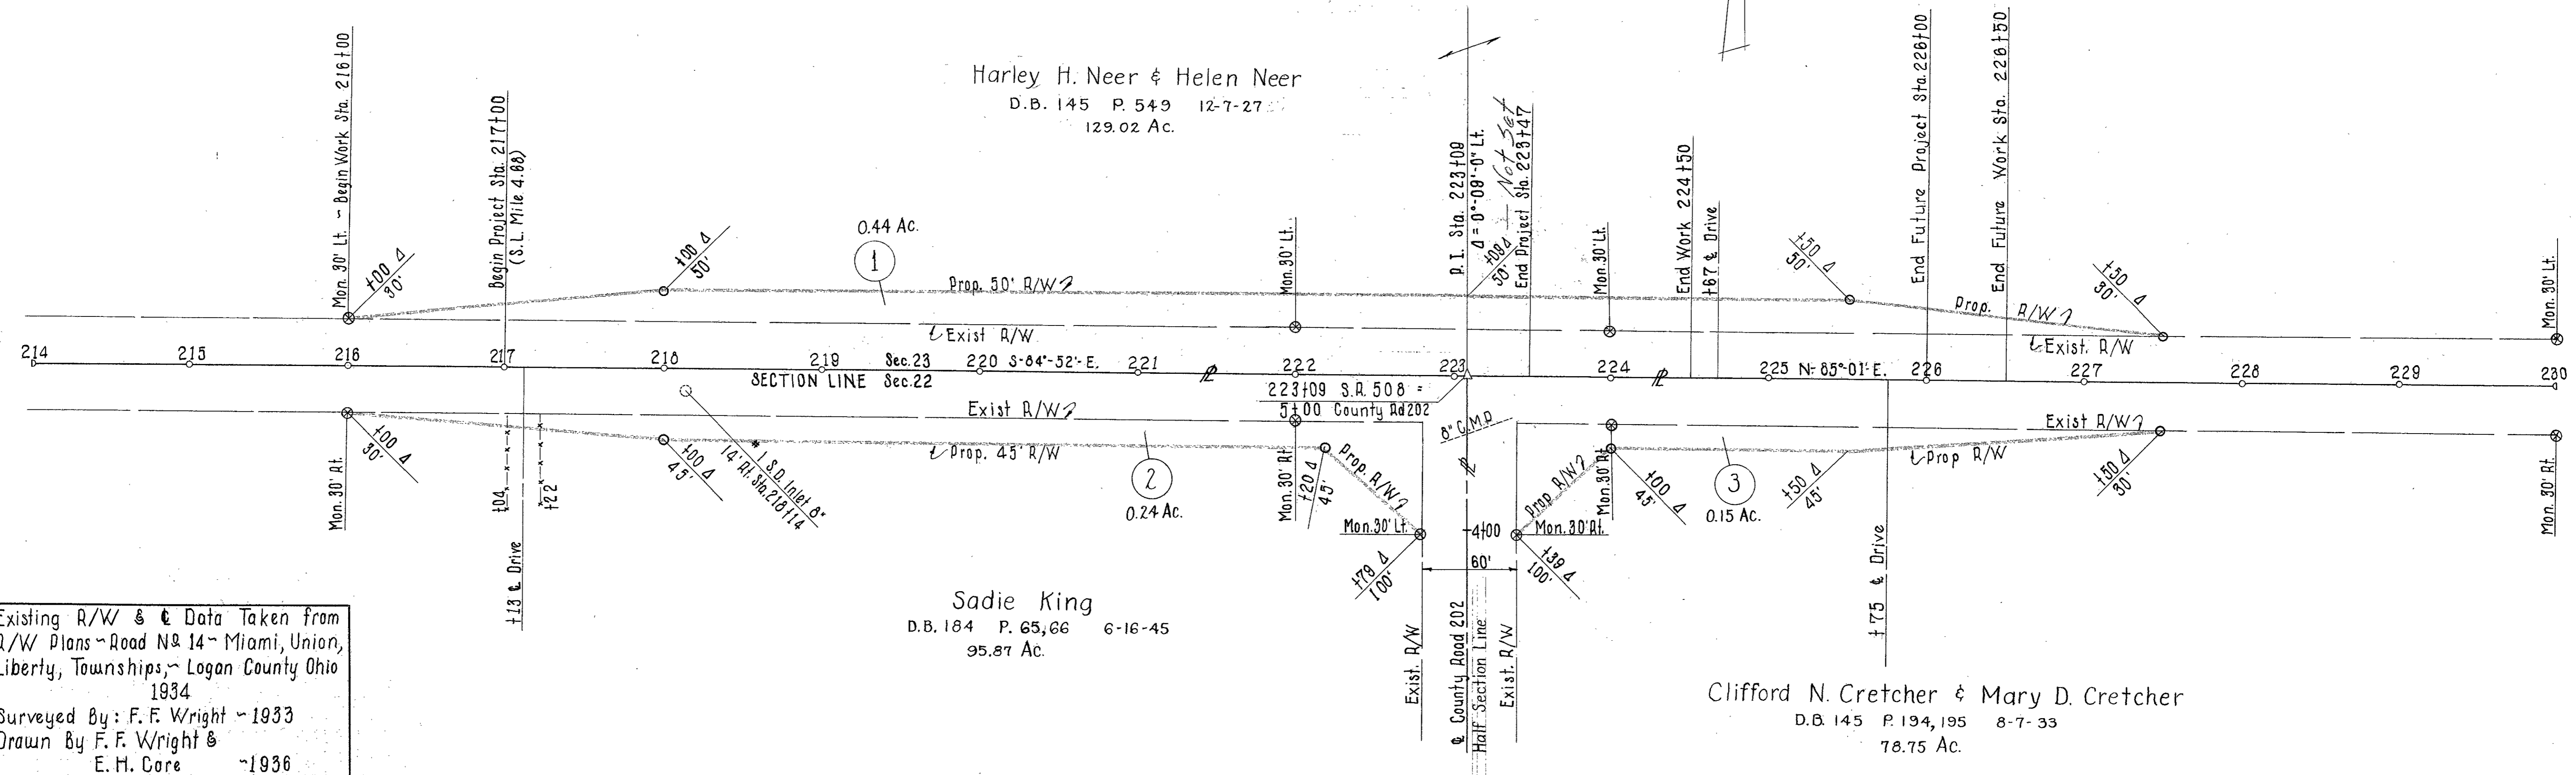 Harley H. Neer & Helen Neer
D.B. 145 P. 549 12-7-27
129.02 Ac.
Mon. 30' Lt. - Begin Work Sta. 216+00
Begin Project Sta. 217+00
(S.L. Mile 4.88)
+00 Δ
30'
+00 Δ
50'
0.44 Ac.
1
Prop. 50' R/W
Mon. 30' Lt.
P.I. Sta. 223+09
Δ = 0°-09'-0" Lt.
Not Set
+09 Δ
50'
End Project Sta. 223+47
Mon. 30' Lt.
End Work 224+50
+67 ℄ Drive
+50 Δ
50'
End Future Project Sta. 226+00
End Future Work Sta. 226+50
+50 Δ
30'
Mon. 30' Lt.
Prop. R/W
Exist R/W
Exist. R/W
214 215 216 217 218 219 Sec. 23 220 S-84°-52'-E. 221 ⅊ 222 223 224 ⅊ 225 N-85°-01'-E. 226 227 228 229 230
SECTION LINE Sec. 22
223+09 S.R. 508 =
5+00 County Rd 202
Exist R/W
8" C.M.P.
Exist R/W
+00 Δ
30'
Mon. 30' Rt.
+04
+22
+13 ℄ Drive
+00 Δ
45'
* 1 S.D. Inlet 8"
14' Rt. Sta. 218+14
Prop. 45' R/W
2
0.24 Ac.
Mon. 30' Rt.
+20 Δ
45'
Prop. R/W
Mon. 30' Lt.
+79 Δ
100'
⅊
4+00
60'
Prop R/W
Mon. 30' Rt.
+39 Δ
100'
Mon. 30' Rt.
+00 Δ
45'
3
0.15 Ac.
+50 Δ
45'
Prop R/W
+50 Δ
30'
Mon. 30' Rt.
+75 ℄ Drive
Exist. R/W
℄ County Road 202
Half Section Line
Exist. R/W
Sadie King
D.B. 184 P. 65,66 6-16-45
95.87 Ac.
Clifford N. Cretcher & Mary D. Cretcher
D.B. 145 P. 194, 195 8-7-33
78.75 Ac.
Existing R/W & ℄ Data Taken from
R/W Plans ~ Road No 14 ~ Miami, Union,
Liberty, Townships, ~ Logan County Ohio
1934
Surveyed By: F. F. Wright ~ 1933
Drawn By F. F. Wright &
E. H. Core ~1936